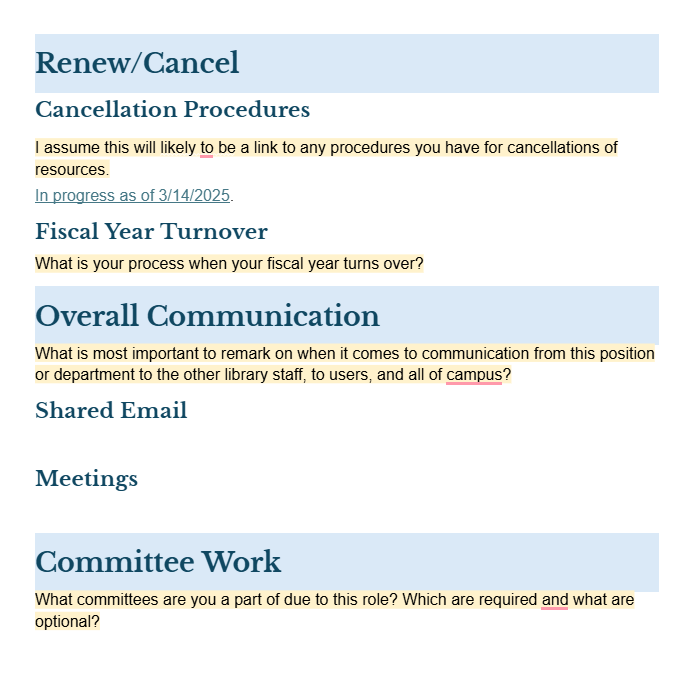 Renew/Cancel
Cancellation Procedures
I assume this will likely to be a link to any procedures you have for cancellations of
resources.
In progress as of 3/14/2025.
Fiscal Year Turnover
What is your process when your fiscal year turns over?
Overall Communication
What is most important to remark on when it comes to communication from this position
or department to the other library staff, to users, and all of campus?
Shared Email
Meetings
Committee Work
What committees are you a part of due to this role? Which are required and what are
optional?